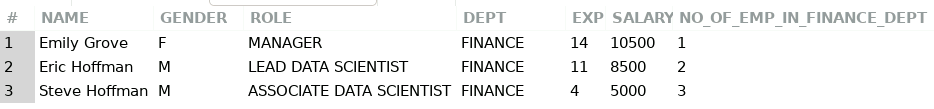 # NAME GENDER ROLE DEPT EXP SALARY NO_OF_EMP_IN_FINANCE_DEPT
1 Emily Grove F MANAGER FINANCE 14 10500 1
2 Eric Hoffman M LEAD DATA SCIENTIST FINANCE 11 8500 2
3 Steve Hoffman M ASSOCIATE DATA SCIENTIST FINANCE 4 5000 3